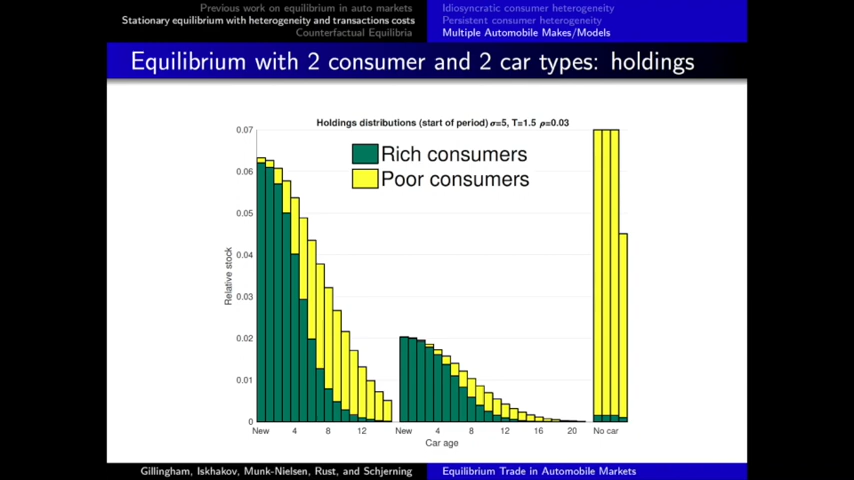 Previous work on equilibrium in auto markets
Stationary equilibrium with heterogeneity and transactions costs
Counterfactual Equilibria
Idiosyncratic consumer heterogeneity
Persistent consumer heterogeneity
Multiple Automobile Makes/Models
Equilibrium with 2 consumer and 2 car types: holdings
Holdings distributions (start of period) σ=5, T=1.5 ρ=0.03
Rich consumers
Poor consumers
Relative stock
0.07
0.06
0.05
0.04
0.03
0.02
0.01
0
New 4 8 12 New 4 8 12 16 20 No car
Car age
Gillingham, Iskhakov, Munk-Nielsen, Rust, and Schjerning
Equilibrium Trade in Automobile Markets